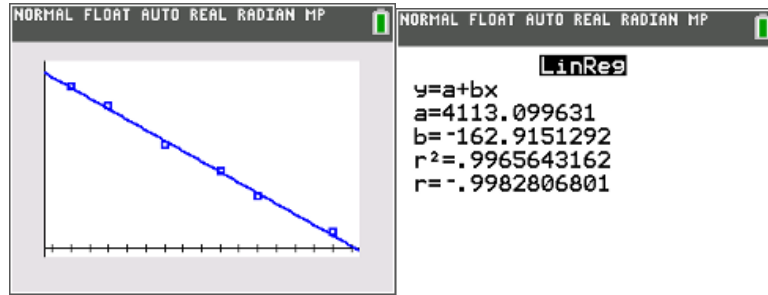 NORMAL FLOAT AUTO REAL RADIAN MP
NORMAL FLOAT AUTO REAL RADIAN MP
LinReg
y=a+bx
a=4113.099631
b=-162.9151292
r²=.9965643162
r=-.9982806801